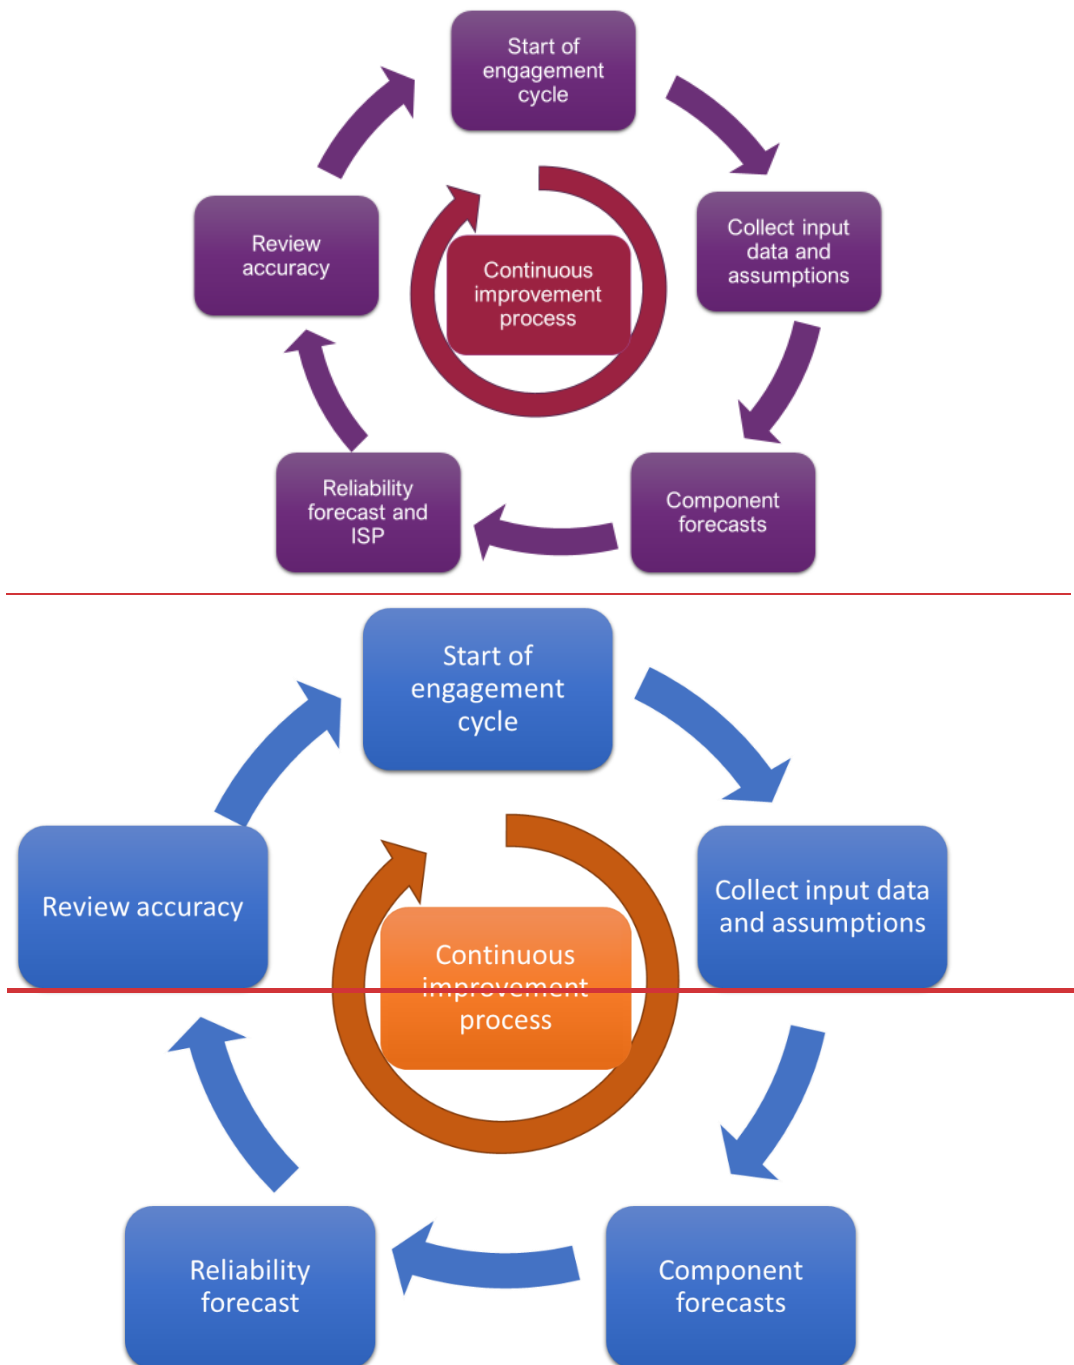 Start of
engagement
cycle
Collect input
data and
assumptions
Component
forecasts
Reliability
forecast and
ISP
Review
accuracy
Continuous
improvement
process
Start of
engagement
cycle
Collect input data
and assumptions
Component
forecasts
Reliability
forecast
Review accuracy
Continuous
improvement
process